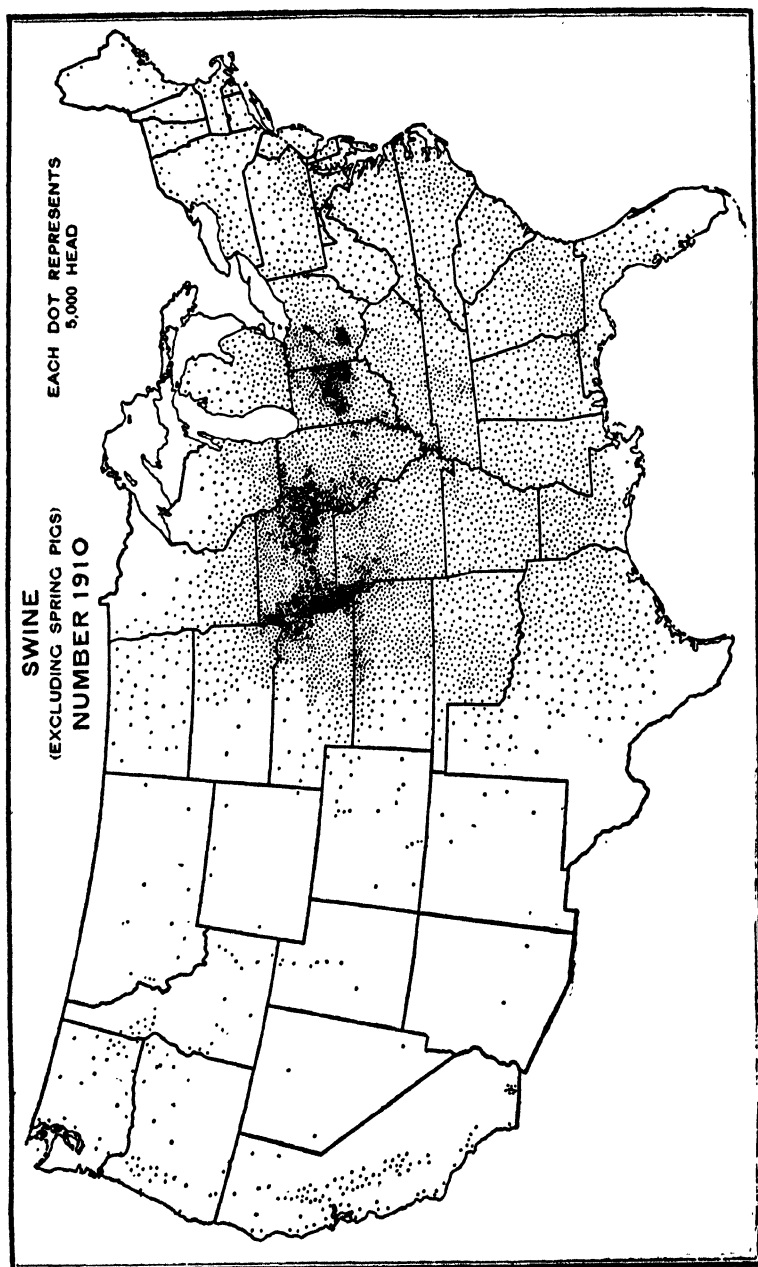 SWINE
(EXCLUDING SPRING PIGS)
NUMBER 1910
EACH DOT REPRESENTS
5,000 HEAD